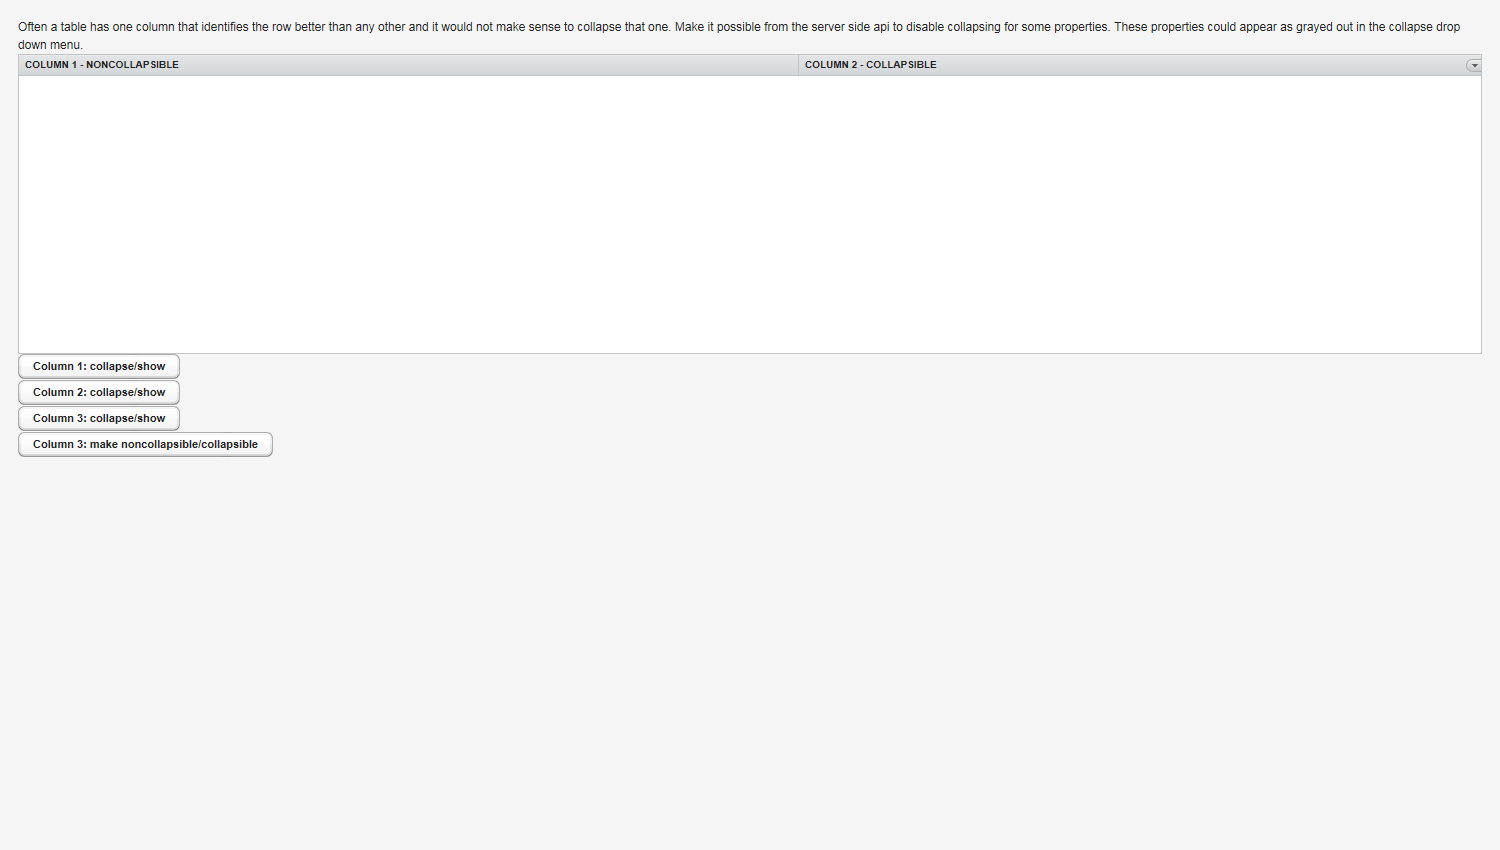 Often a table has one column that identifies the row better than any other and it would not make sense to collapse that one. Make it possible from the server side api to disable collapsing for some properties. These properties could appear as grayed out in the collapse drop
down menu.
COLUMN 1 - NONCOLLAPSIBLE COLUMN 2 - COLLAPSIBLE
Column 1: collapse/show
Column 2: collapse/show
Column 3: collapse/show
Column 3: make noncollapsible/collapsible